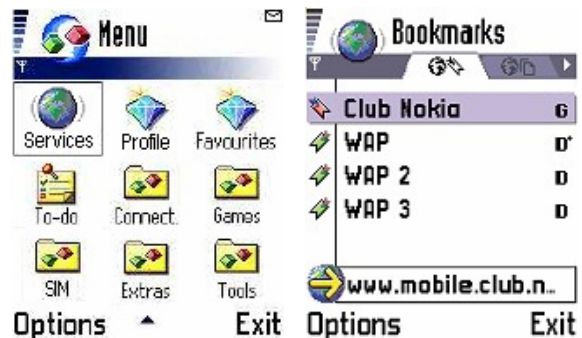 Menu
Services Profile Favourites
To-do Connect. Games
SIM Extras Tools
Options Exit
Bookmarks
Club Nokia G
WAP D*
WAP 2 D
WAP 3 D
www.mobile.club.n...
Options Exit